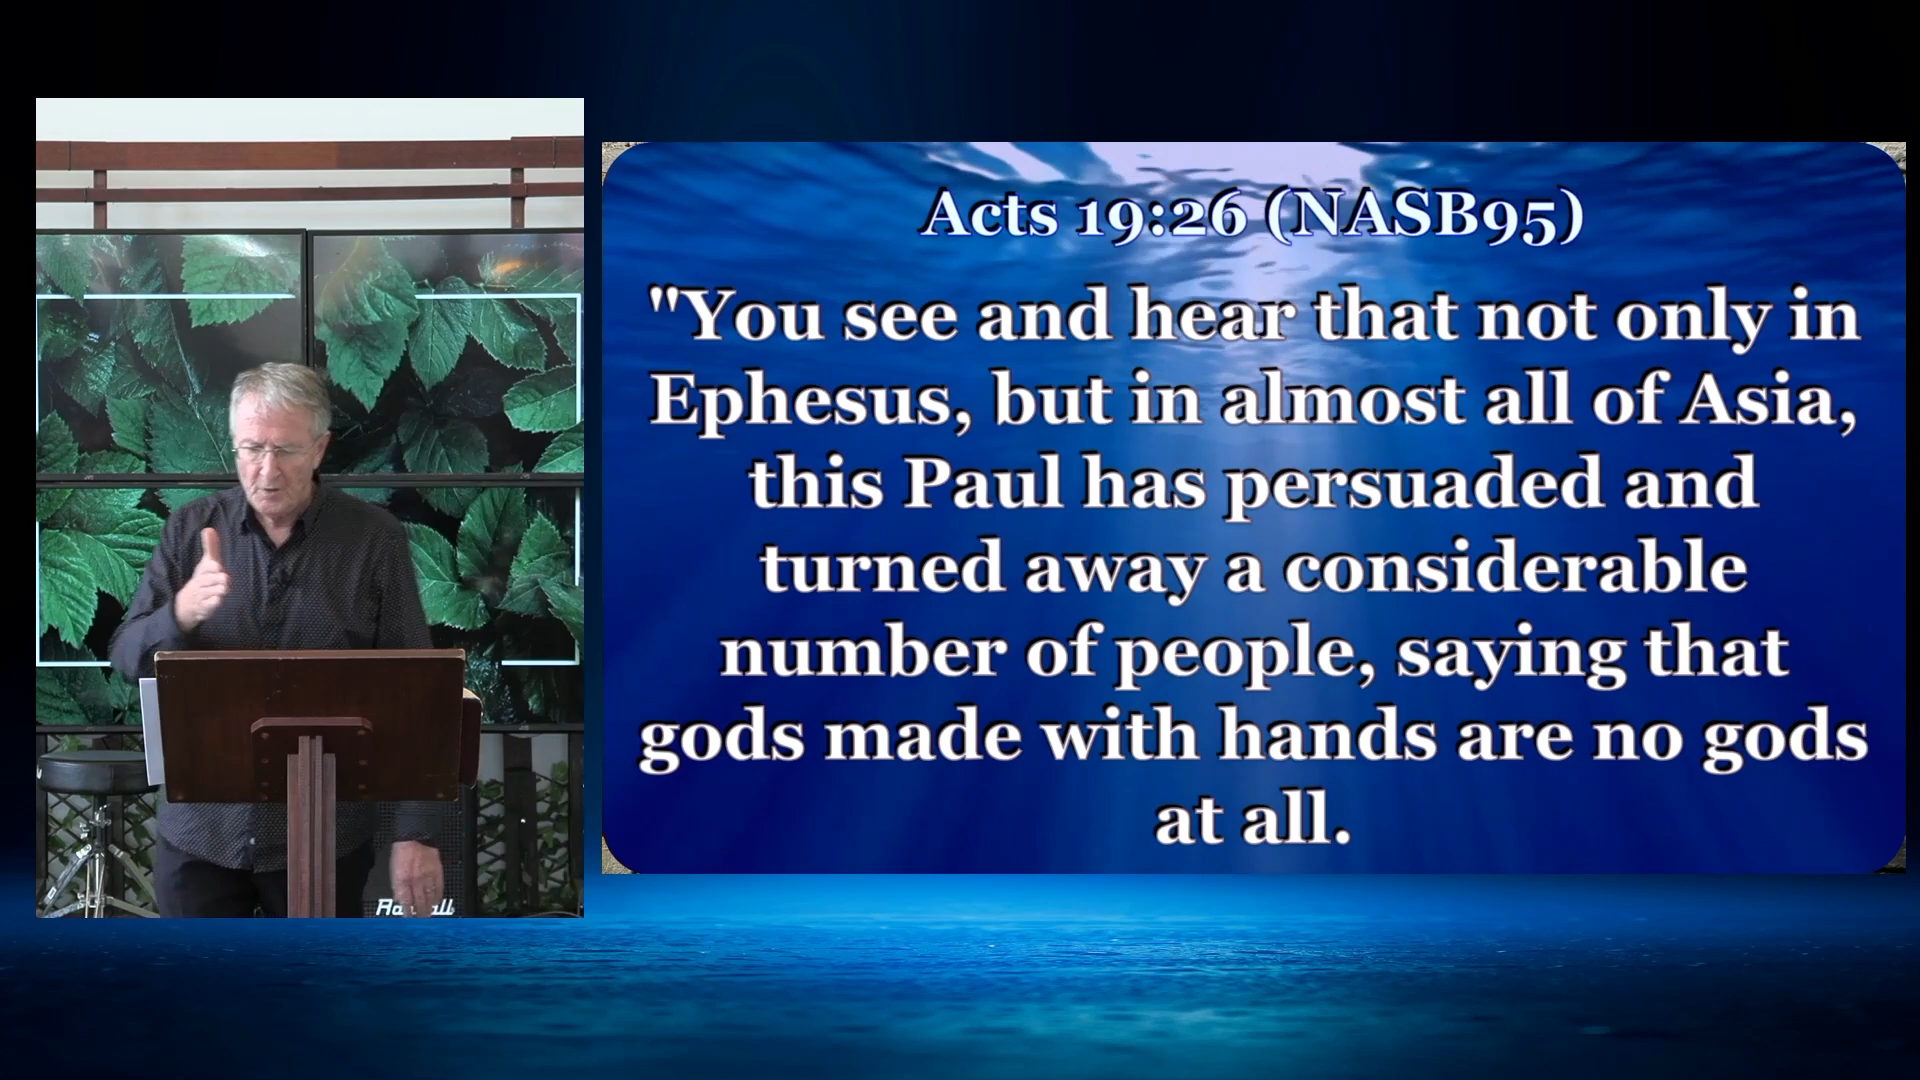 Acts 19:26 (NASB95)
"You see and hear that not only in
Ephesus, but in almost all of Asia,
this Paul has persuaded and
turned away a considerable
number of people, saying that
gods made with hands are no gods
at all.